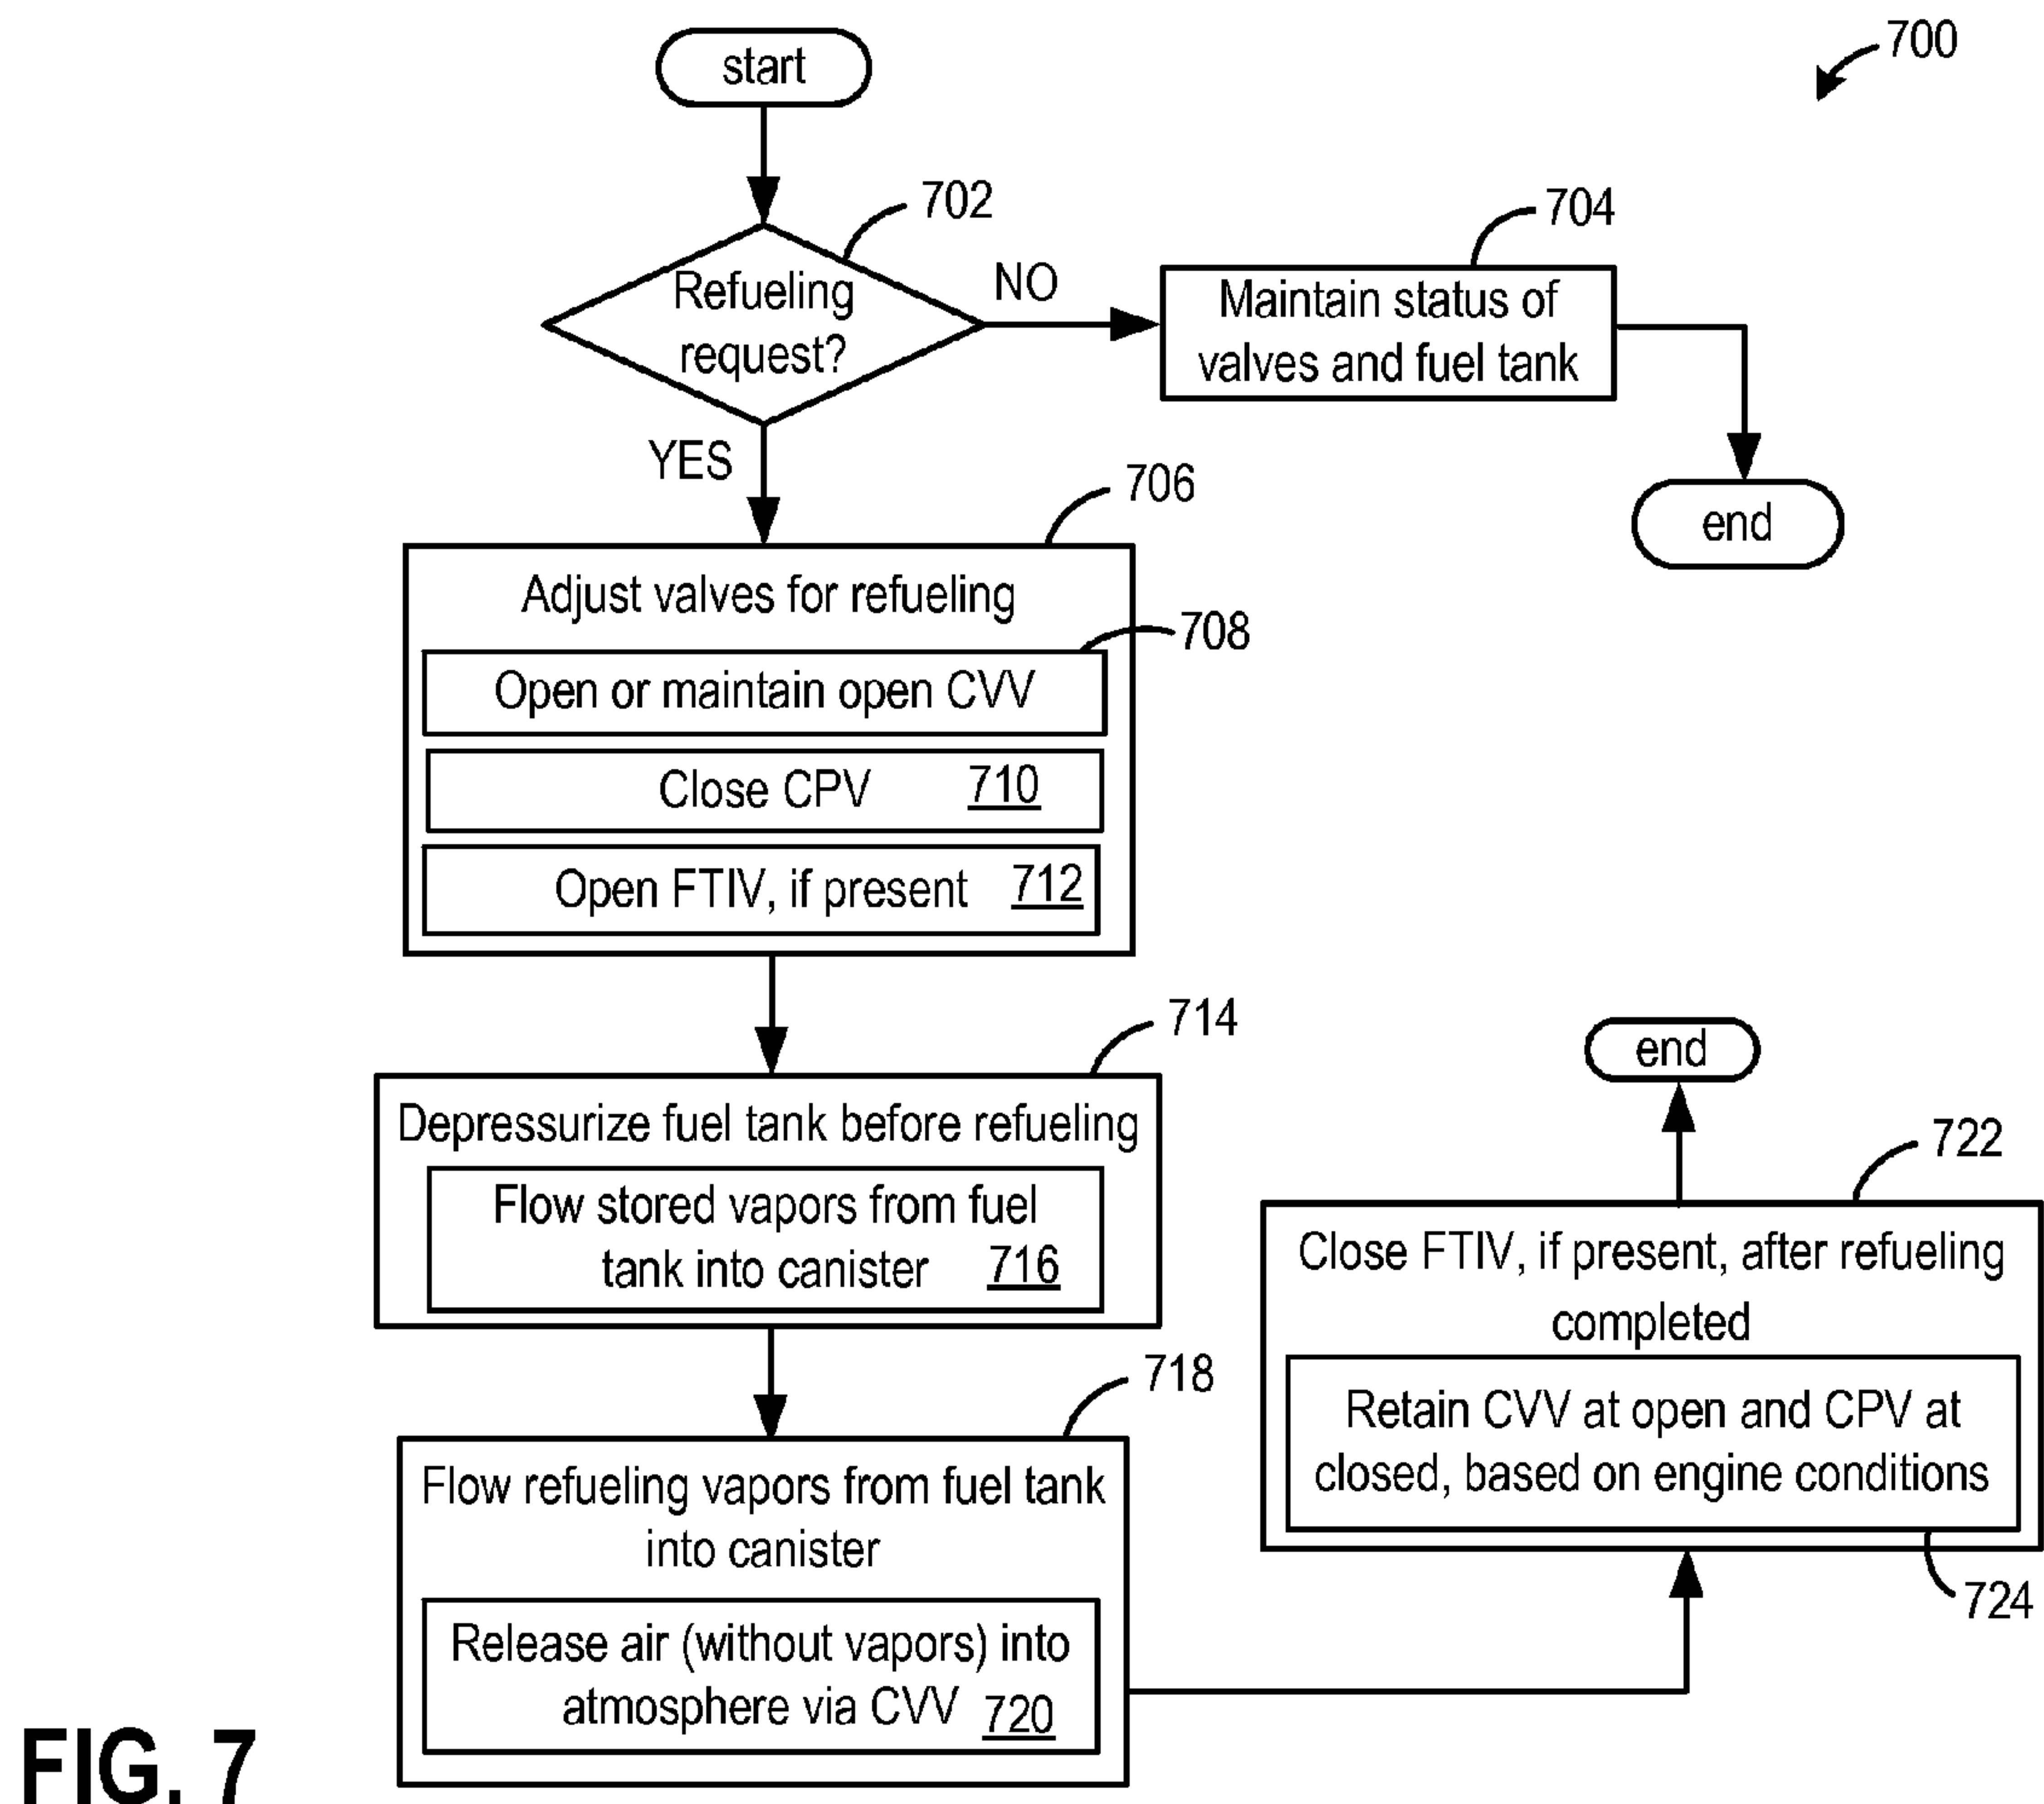 start
700
702
Refueling
request?
NO
704
Maintain status of
valves and fuel tank
end
YES
706
Adjust valves for refueling
708
Open or maintain open CVV
Close CPV 710
Open FTIV, if present 712
714
Depressurize fuel tank before refueling
Flow stored vapors from fuel
tank into canister 716
718
Flow refueling vapors from fuel tank
into canister
Release air (without vapors) into
atmosphere via CVV 720
end
722
Close FTIV, if present, after refueling
completed
Retain CVV at open and CPV at
closed, based on engine conditions
724
FIG. 7